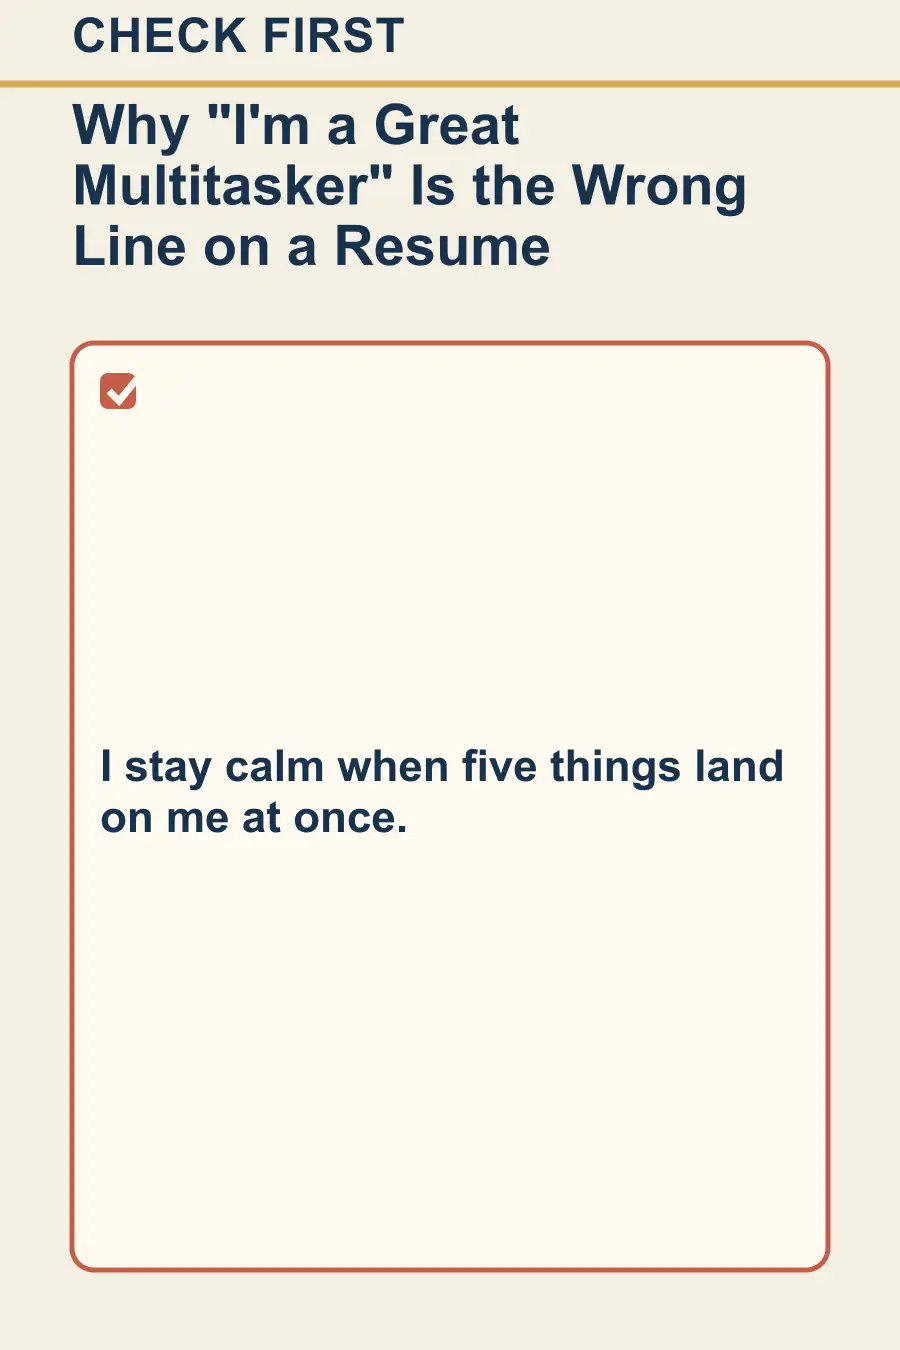 CHECK FIRST
Why "I'm a Great
Multitasker" Is the Wrong
Line on a Resume
I stay calm when five things land
on me at once.